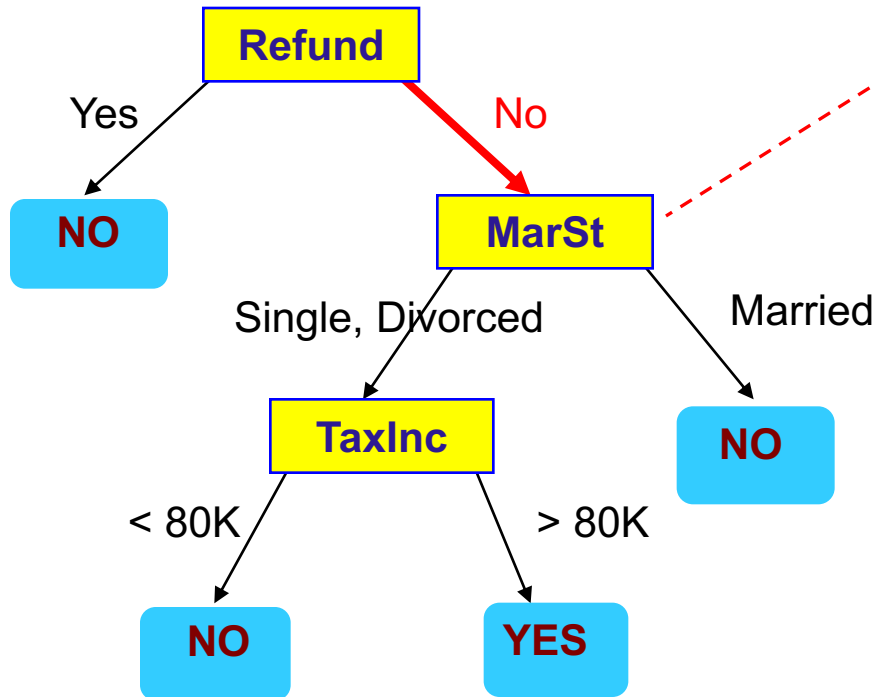 Refund
Yes
No
NO
MarSt
Single, Divorced
Married
TaxInc
NO
< 80K
> 80K
NO
YES